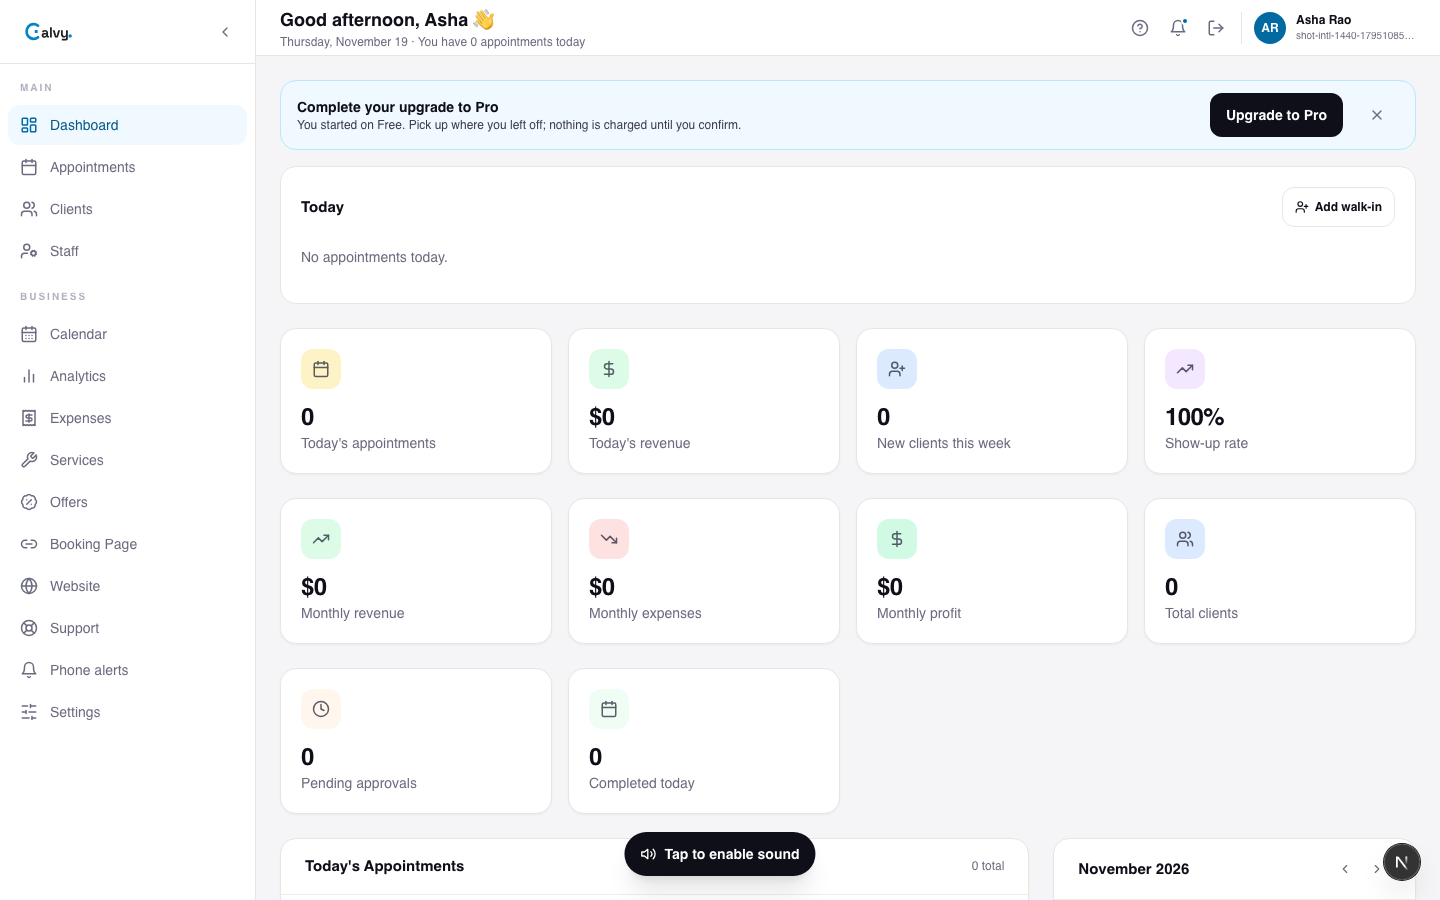 Calvy.
Good afternoon, Asha 👋
Thursday, November 19 · You have 0 appointments today
AR
Asha Rao
shot-intl-1440-17951085...
MAIN
Dashboard
Appointments
Clients
Staff
BUSINESS
Calendar
Analytics
Expenses
Services
Offers
Booking Page
Website
Support
Phone alerts
Settings
Complete your upgrade to Pro
You started on Free. Pick up where you left off; nothing is charged until you confirm.
Upgrade to Pro
Today
Add walk-in
No appointments today.
0
Today's appointments
$0
Today's revenue
0
New clients this week
100%
Show-up rate
$0
Monthly revenue
$0
Monthly expenses
$0
Monthly profit
0
Total clients
0
Pending approvals
0
Completed today
Today's Appointments
0 total
Tap to enable sound
November 2026
N